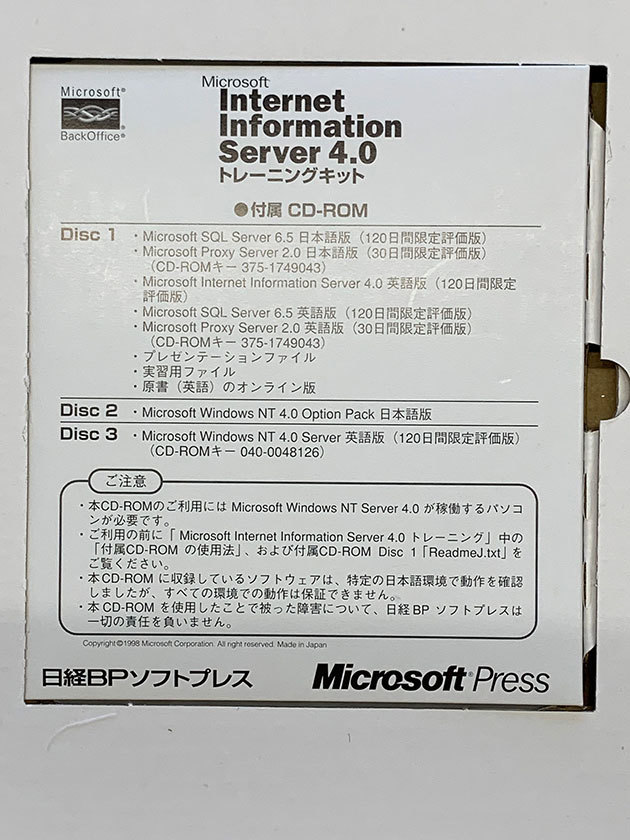 Microsoft®
BackOffice®
Microsoft®
Internet
Information
Server 4.0
トレーニングキット
●付属 CD-ROM
Disc 1 ・Microsoft SQL Server 6.5 日本語版（120日間限定評価版）
・Microsoft Proxy Server 2.0 日本語版（30日間限定評価版）
（CD-ROMキー 375-1749043）
・Microsoft Internet Information Server 4.0 英語版（120日間限定
評価版）
・Microsoft SQL Server 6.5 英語版（120日間限定評価版）
・Microsoft Proxy Server 2.0 英語版（30日間限定評価版）
（CD-ROMキー 375-1749043）
・プレゼンテーションファイル
・実習用ファイル
・原書（英語）のオンライン版
Disc 2 ・Microsoft Windows NT 4.0 Option Pack 日本語版
Disc 3 ・Microsoft Windows NT 4.0 Server 英語版（120日間限定評価版）
（CD-ROMキー 040-0048126）
ご注意
・本CD-ROMのご利用には Microsoft Windows NT Server 4.0 が稼働するパソコ
ンが必要です。
・ご利用の前に「 Microsoft Internet Information Server 4.0 トレーニング」中の
「付属CD-ROM の使用法」、および付属CD-ROM Disc 1「ReadmeJ.txt」を
ご覧ください。
・本CD-ROM に収録しているソフトウェアは、特定の日本語環境で動作を確認
しましたが、すべての環境での動作は保証できません。
・本CD-ROM を使用したことで被った障害について、日経BP ソフトプレスは
一切の責任を負いません。
Copyright©1998 Microsoft Corporation. All right reserved. Made in Japan
日経BPソフトプレス
Microsoft® Press